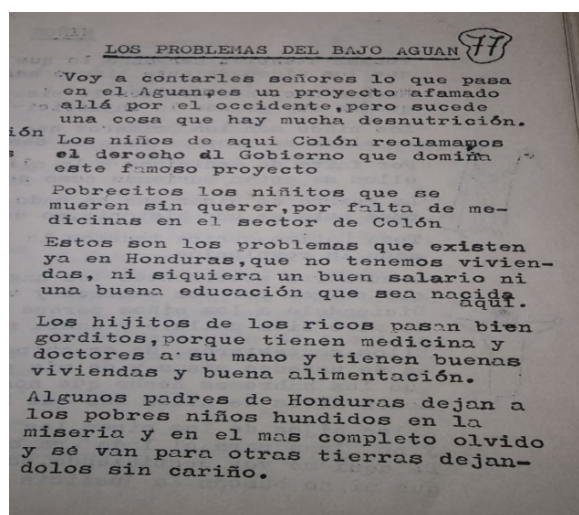 LOS PROBLEMAS DEL BAJO AGUAN 77
Voy a contarles señores lo que pasa
en el Aguan,es un proyecto afamado
allá por el occidente,pero sucede
una cosa que hay mucha desnutrición.
ión
Los niños de aqui Colón reclamamos
el derecho al Gobierno que domina
este famoso proyecto
Pobrecitos los niñitos que se
mueren sin querer,por falta de me-
dicinas en el sector de Colón
Estos son los problemas que existen
ya en Honduras,que no tenemos vivien-
das, ni siquiera un buen salario ni
una buena educación que sea nacida
aquí.
Los hijitos de los ricos pasan bien
gorditos,porque tienen medicina y
doctores a su mano y tienen buenas
viviendas y buena alimentación.
Algunos padres de Honduras dejan a
los pobres niños hundidos en la
miseria y en el mas completo olvido
y se van para otras tierras dejan-
dolos sin cariño.